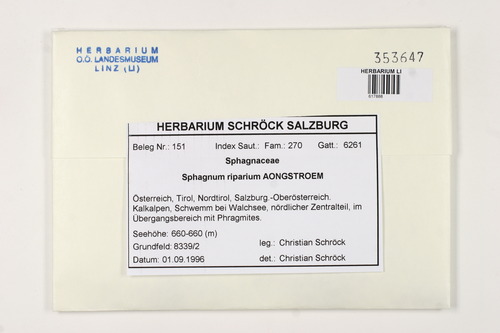 HERBARIUM
O.Ö. LANDESMUSEUM
LINZ (LI)
353647
HERBARIUM LI
HERBARIUM SCHRÖCK SALZBURG
Beleg Nr.: 151 Index Saut.: Fam.: 270 Gatt.: 6261
Sphagnaceae
Sphagnum riparium AONGSTROEM
Österreich, Tirol, Nordtirol, Salzburg.-Oberösterreich.
Kalkalpen, Schwemm bei Walchsee, nördlicher Zentralteil, im
Übergangsbereich mit Phragmites.
Seehöhe: 660-660 (m)
Grundfeld: 8339/2 leg.: Christian Schröck
Datum: 01.09.1996 det.: Christian Schröck